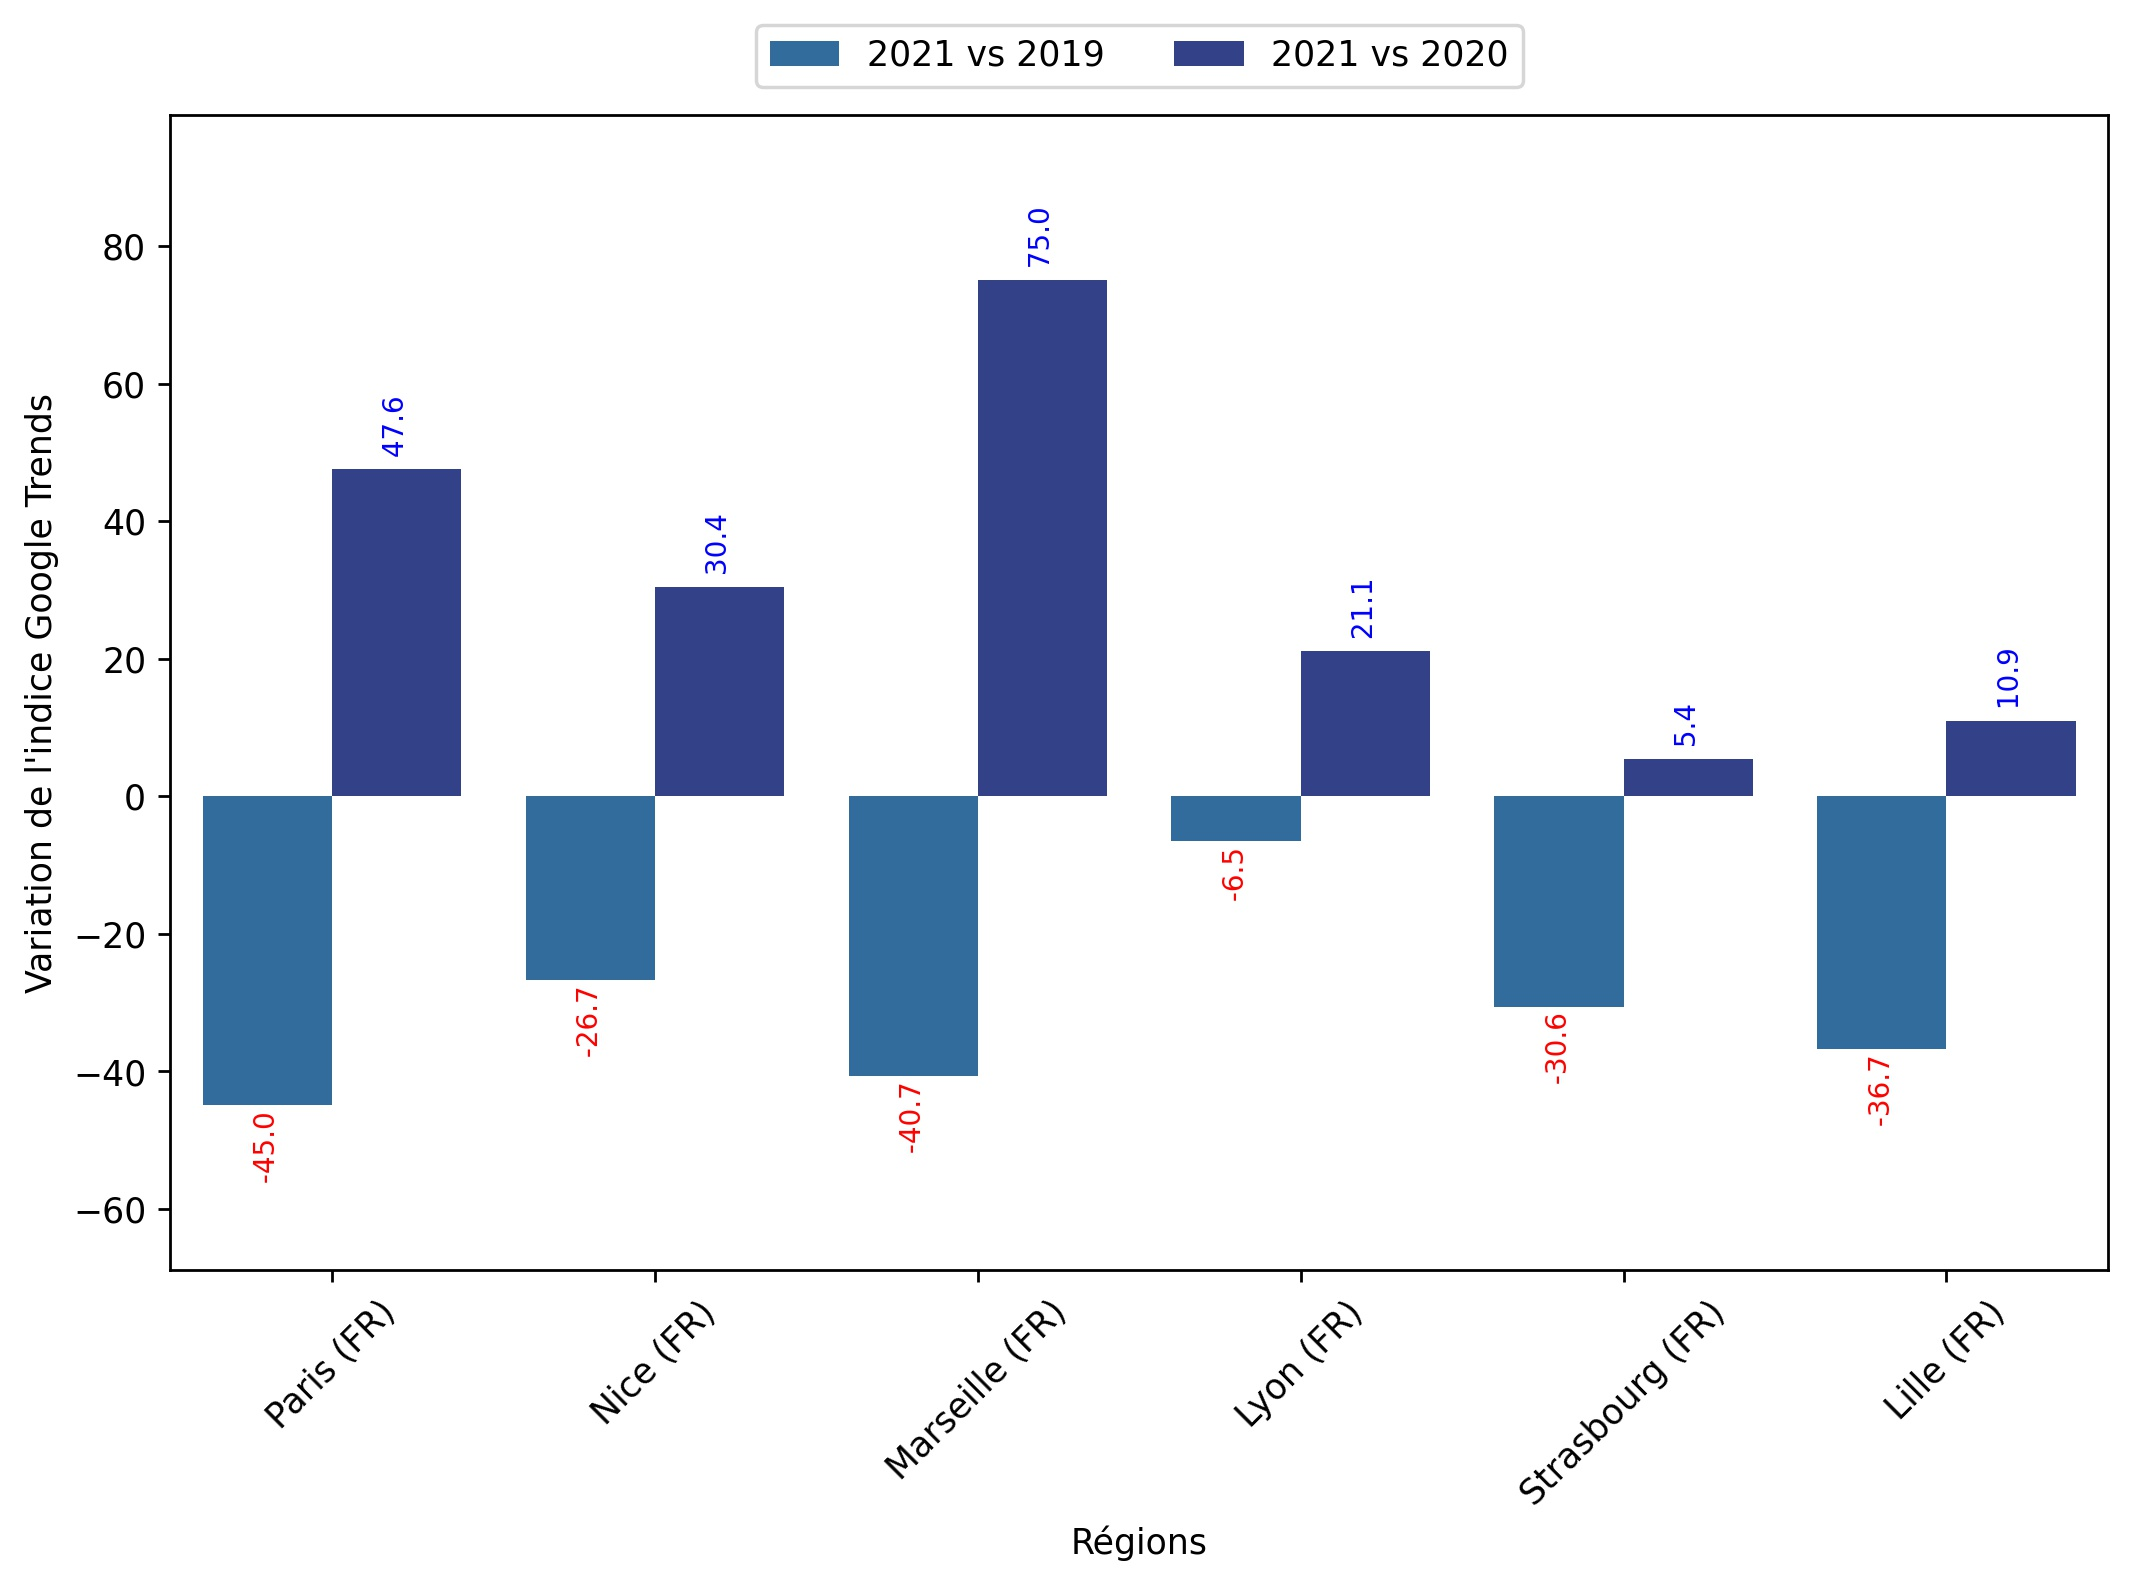 2021 vs 2019
2021 vs 2020
Variation de l'indice Google Trends
80
60
40
20
0
−20
−40
−60
-45.0
47.6
-26.7
30.4
-40.7
75.0
-6.5
21.1
-30.6
5.4
-36.7
10.9
Paris (FR)
Nice (FR)
Marseille (FR)
Lyon (FR)
Strasbourg (FR)
Lille (FR)
Régions